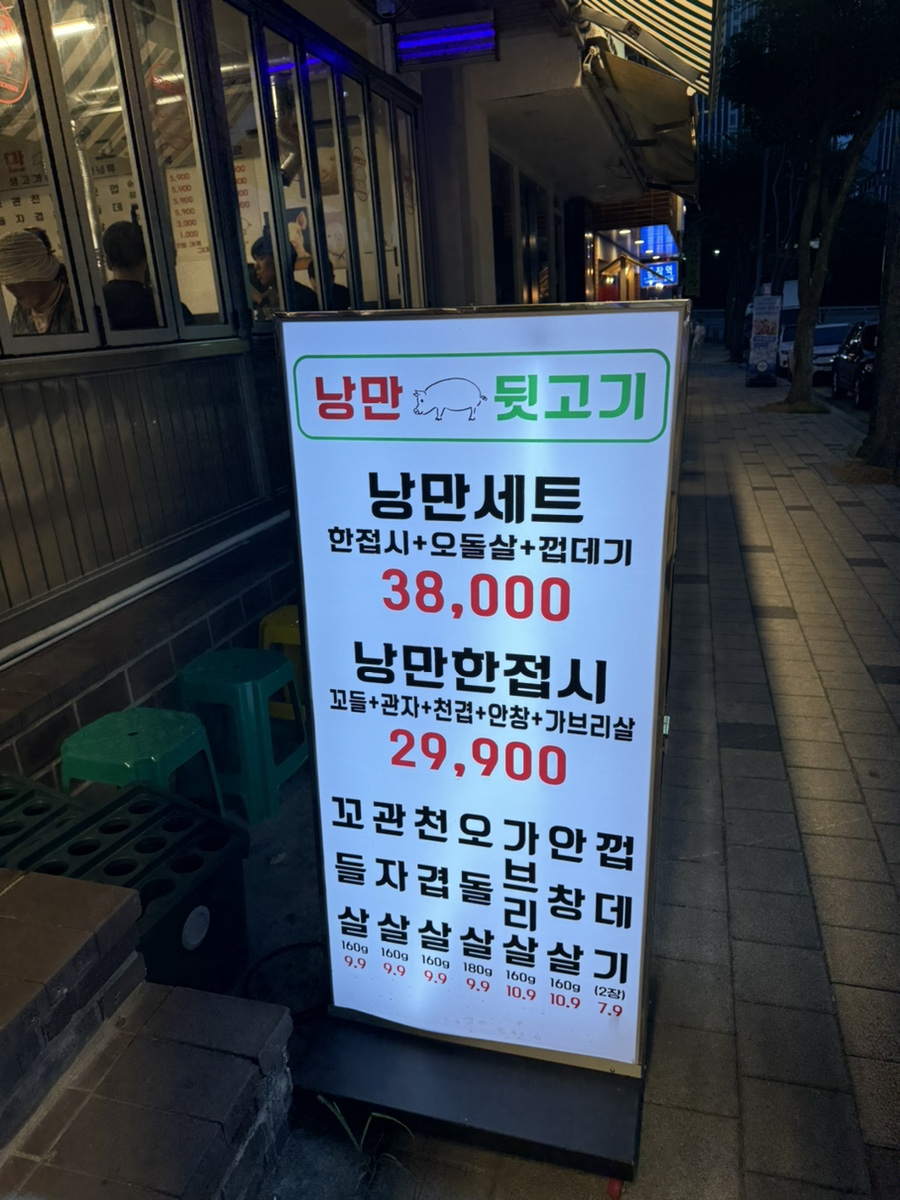 낭만 뒷고기
낭만세트
한접시+오돌살+껍데기
38,000
낭만한접시
꼬들+관자+천겹+안창+가브리살
29,900
꼬들살 관자살 천겹살 오돌살 가브리살 안창살 껍데기
160g 160g 160g 180g 160g 160g (2장)
9.9 9.9 9.9 9.9 10.9 10.9 7.9